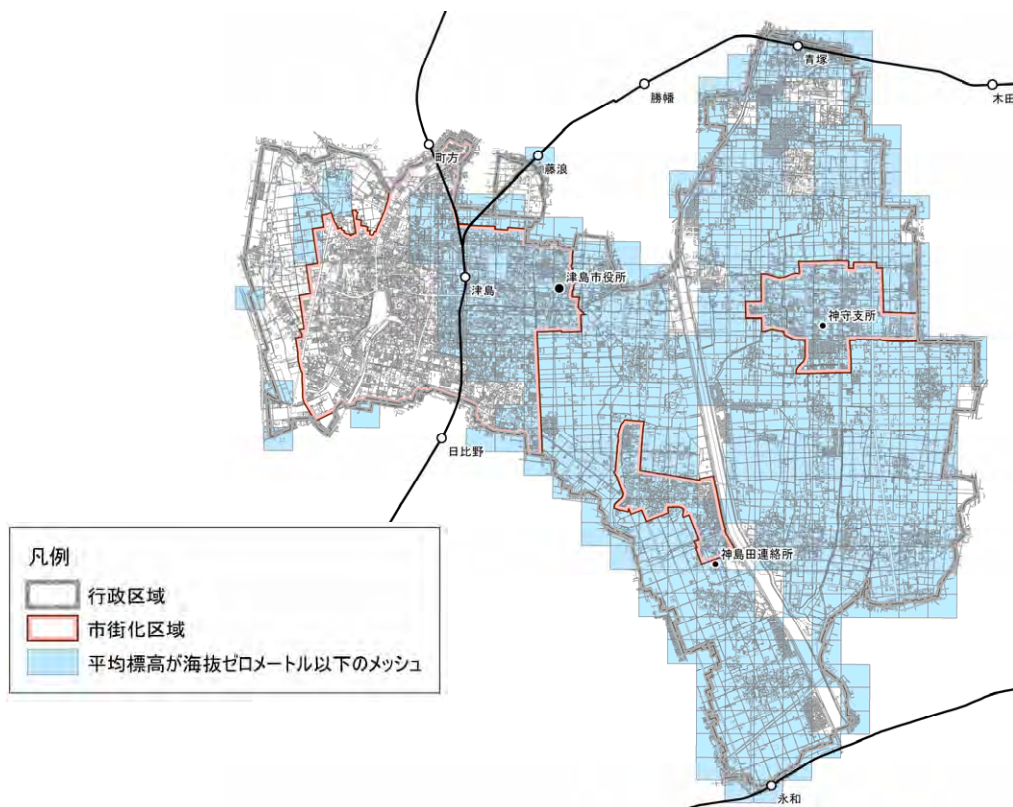 青塚
勝幡
木田
町方
藤浪
津島
津島市役所
神守支所
日比野
神島田連絡所
凡例
行政区域
市街化区域
平均標高が海抜ゼロメートル以下のメッシュ
永和